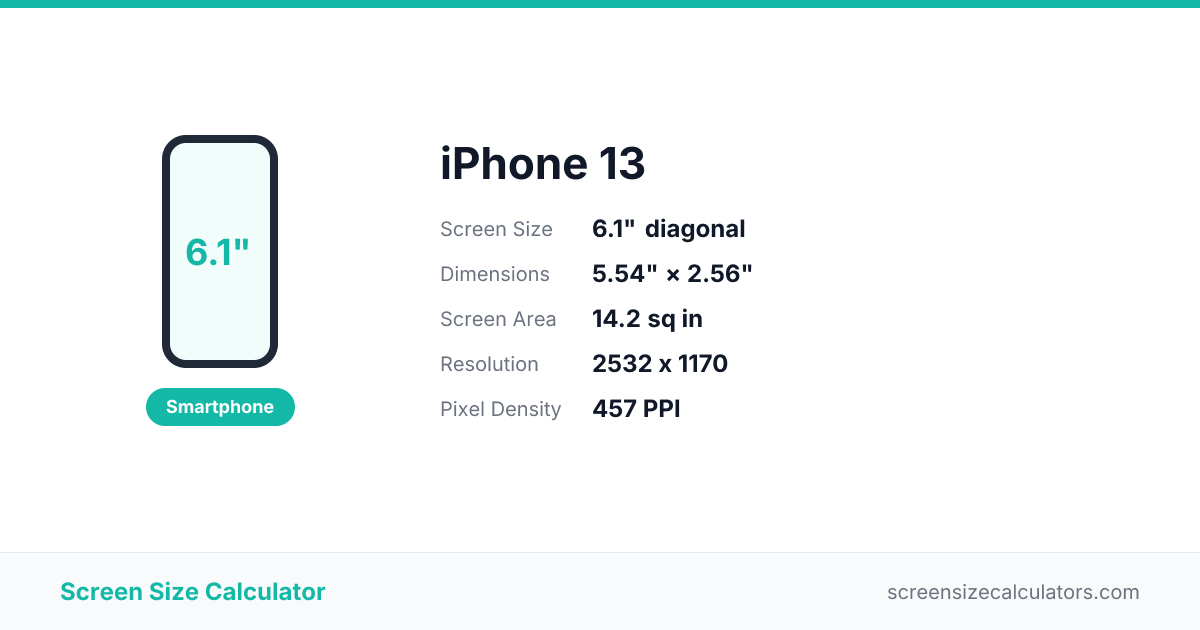 iPhone 13
6.1"
Screen Size 6.1" diagonal
Dimensions 5.54" × 2.56"
Screen Area 14.2 sq in
Resolution 2532 x 1170
Pixel Density 457 PPI
Smartphone
Screen Size Calculator
screensizecalculators.com